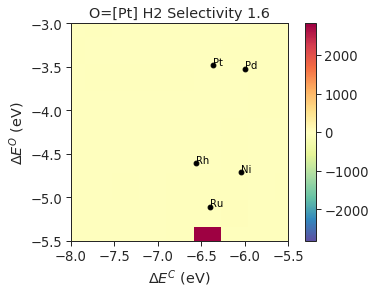 O=[Pt] H2 Selectivity 1.6
−3.0
−3.5
−4.0
−4.5
−5.0
−5.5
ΔE^O (eV)
Pt
Pd
Rh
Ni
Ru
−8.0 −7.5 −7.0 −6.5 −6.0 −5.5
ΔE^C (eV)
2000
1000
0
−1000
−2000